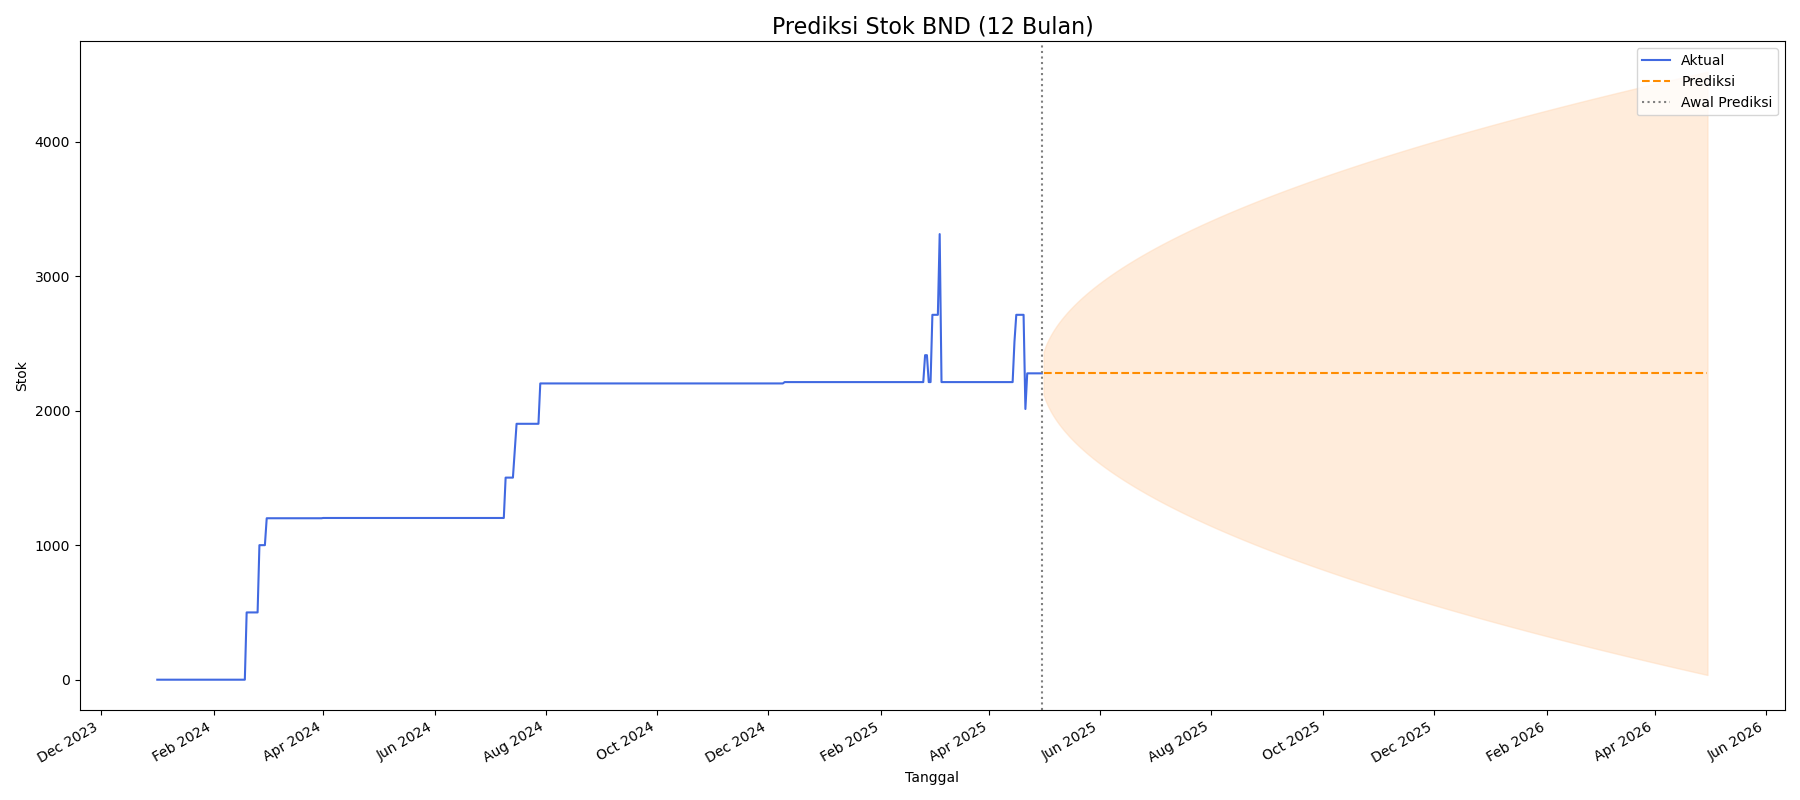 Prediksi Stok BND (12 Bulan)
Aktual
Prediksi
Awal Prediksi
Stok
4000
3000
2000
1000
0
Dec 2023
Feb 2024
Apr 2024
Jun 2024
Aug 2024
Oct 2024
Dec 2024
Feb 2025
Apr 2025
Jun 2025
Aug 2025
Oct 2025
Dec 2025
Feb 2026
Apr 2026
Jun 2026
Tanggal